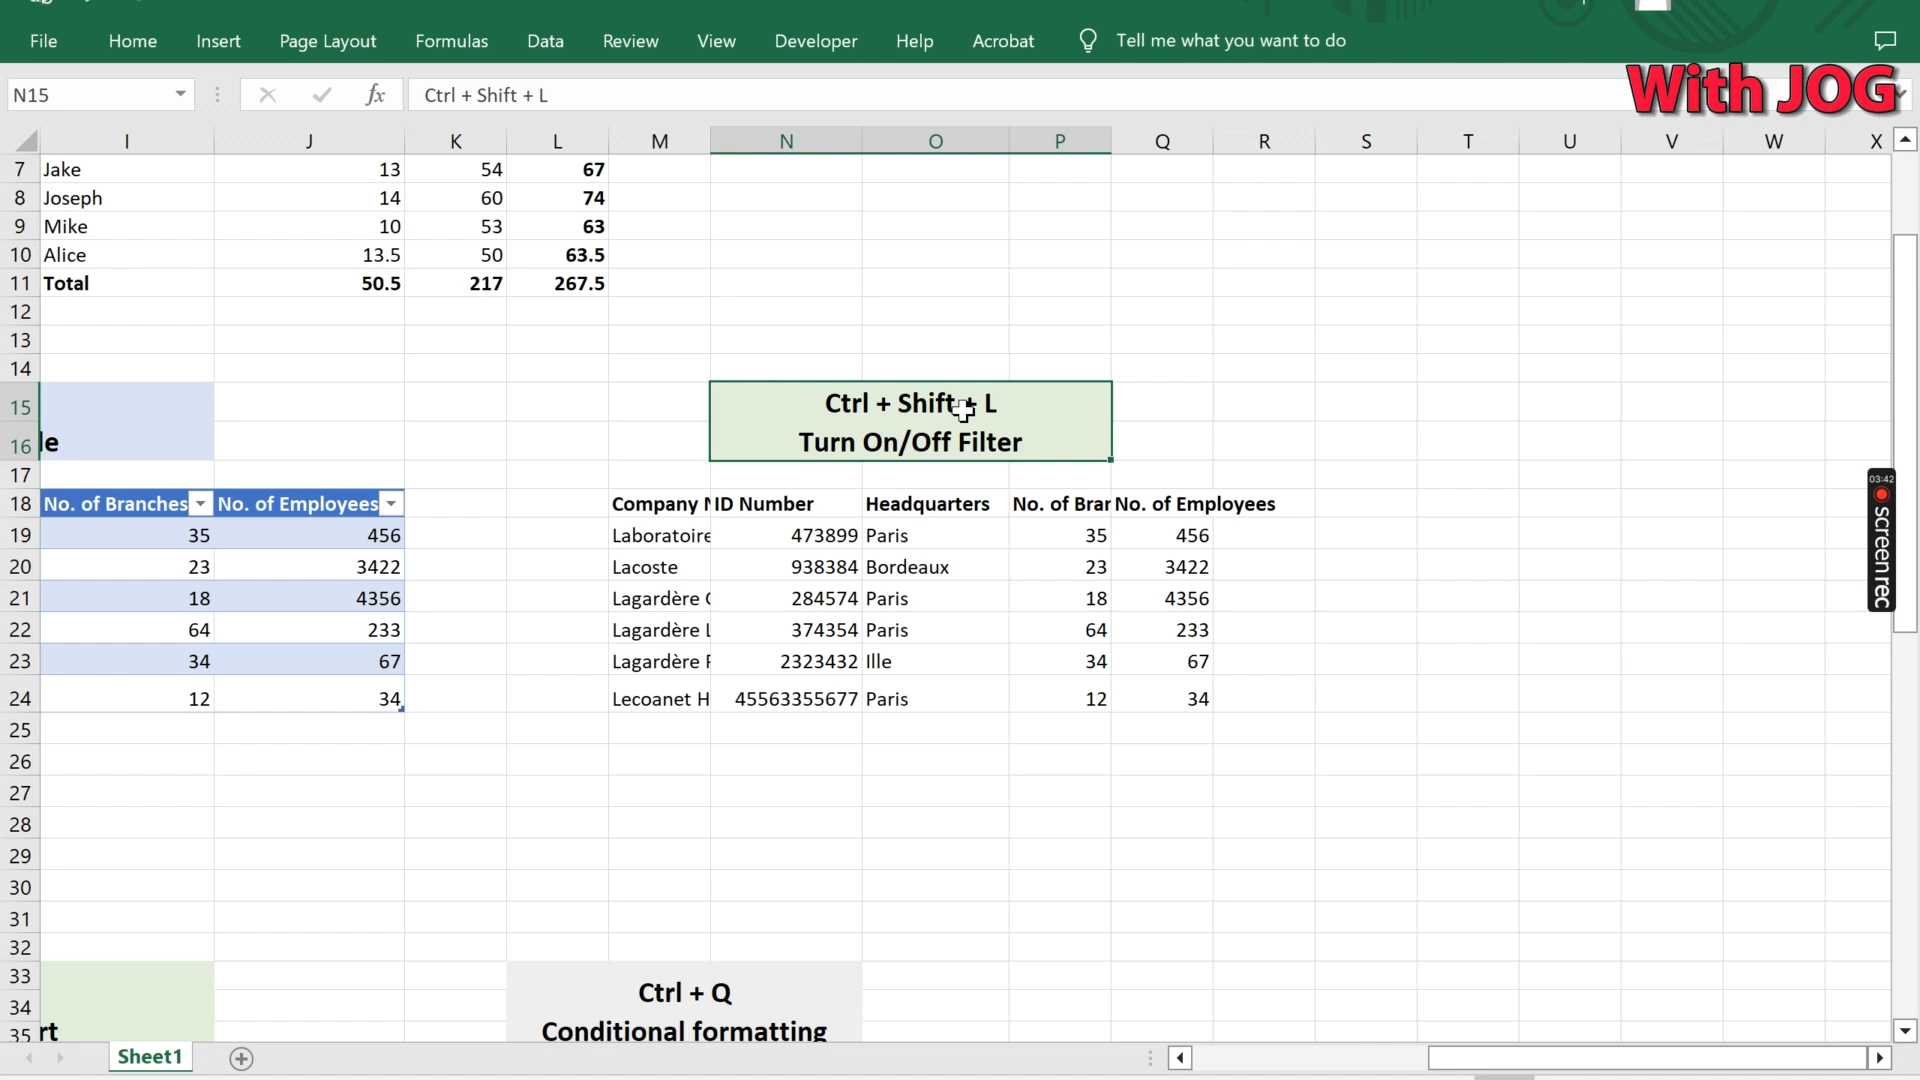 File Home Insert Page Layout Formulas Data Review View Developer Help Acrobat Tell me what you want to do
With JOG
N15 fx Ctrl + Shift + L
I J K L M N O P Q R S T U V W X
7 Jake 13 54 67
8 Joseph 14 60 74
9 Mike 10 53 63
10 Alice 13.5 50 63.5
11 Total 50.5 217 267.5
12
13
14
15 Ctrl + Shift + L
16 le Turn On/Off Filter
17
18 No. of Branches No. of Employees Company N ID Number Headquarters No. of Bran No. of Employees
19 35 456 Laboratoire 473899 Paris 35 456
20 23 3422 Lacoste 938384 Bordeaux 23 3422
21 18 4356 Lagardère 284574 Paris 18 4356
22 64 233 Lagardère L 374354 Paris 64 233
23 34 67 Lagardère 2323432 Ille 34 67
24 12 34 Lecoanet H 45563355677 Paris 12 34
25
26
27
28
29
30
31
32
33
34 Ctrl + Q
35 rt Conditional formatting
03:42
screenrec
Sheet1